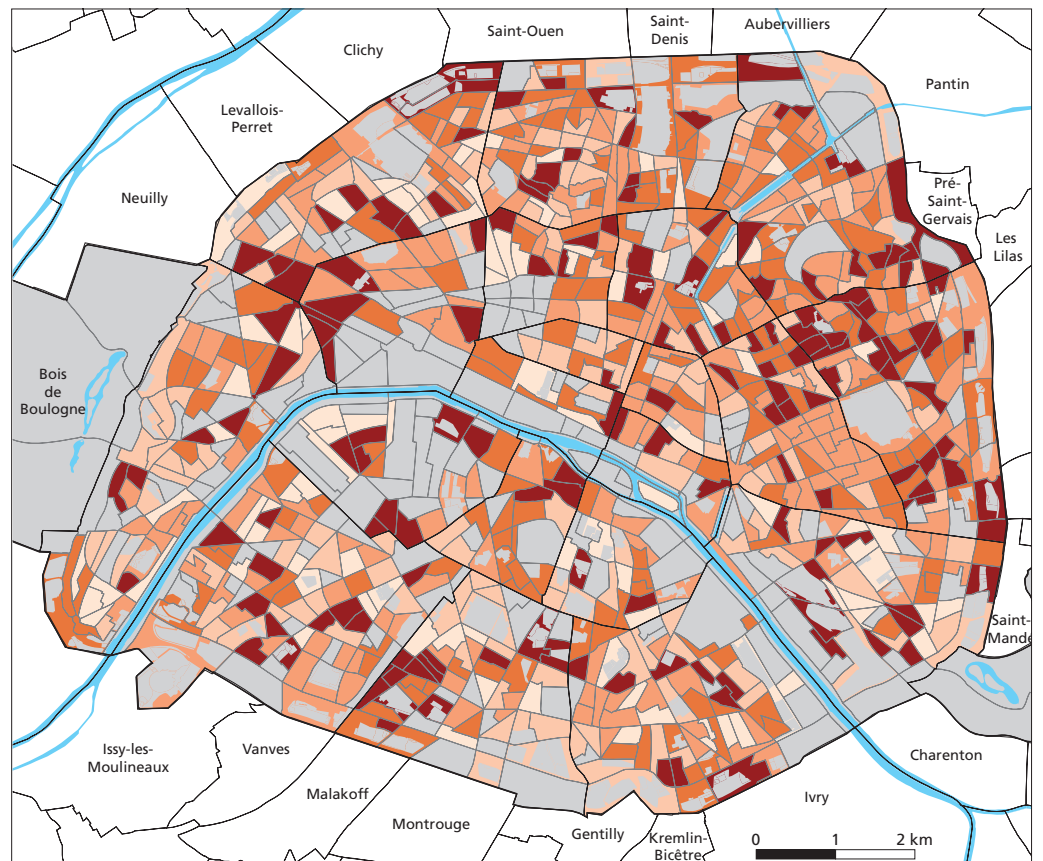 Saint-Ouen
Saint-
Denis
Aubervilliers
Clichy
Pantin
Levallois-
Perret
Neuilly
Pré-
Saint-
Gervais
Les
Lilas
Bois
de
Boulogne
Saint-
Mandé
Issy-les-
Moulineaux
Vanves
Charenton
Malakoff
Ivry
Montrouge
Gentilly
Kremlin-
Bicêtre
0 1 2 km